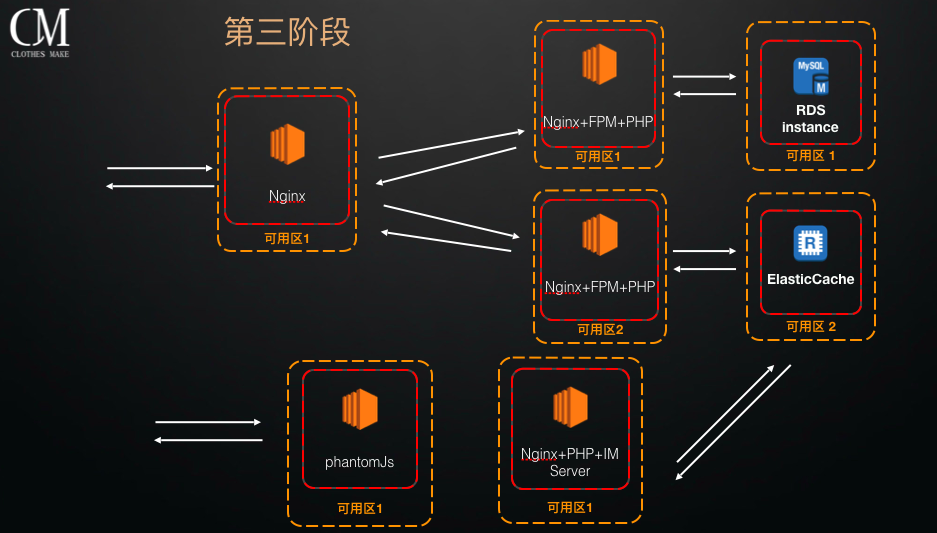 CM
CLOTHES MAKE
第三阶段
Nginx
可用区1
Nginx+FPM+PHP
可用区1
MySQL
M
RDS
instance
可用区 1
Nginx+FPM+PHP
可用区2
R
ElasticCache
可用区 2
phantomJs
可用区1
Nginx+PHP+IM
Server
可用区1